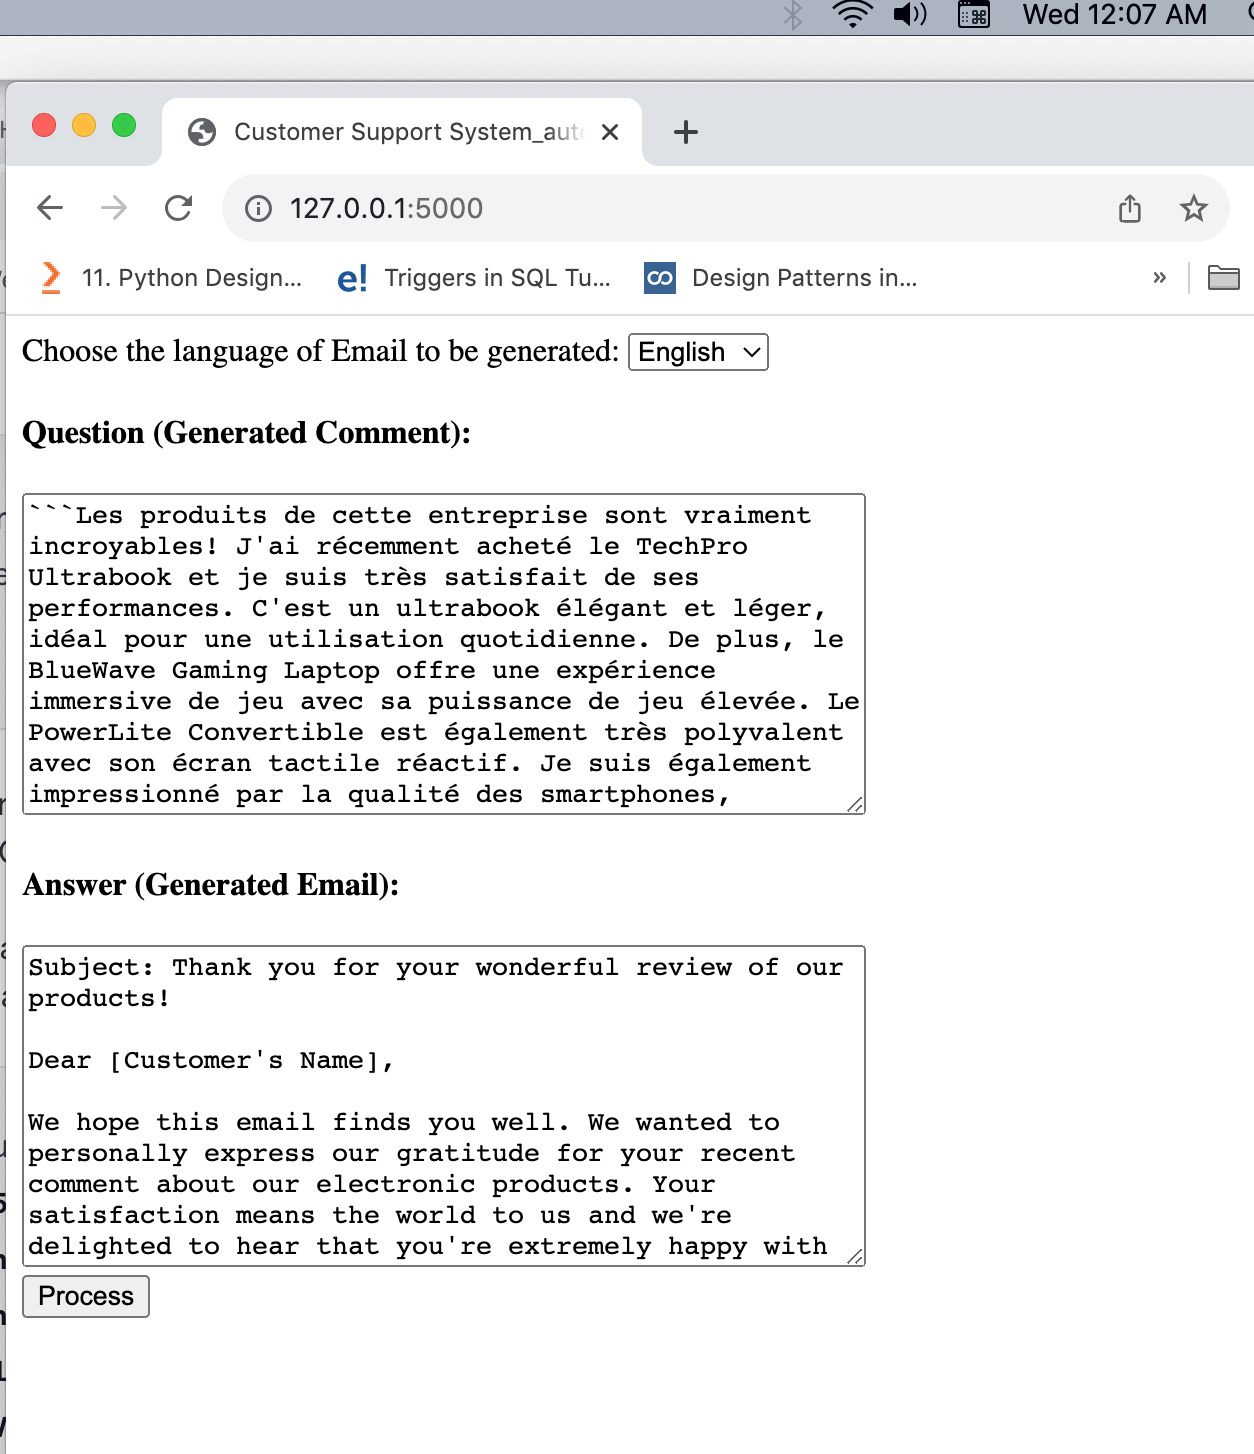 Wed 12:07 AM
Customer Support System_aut
127.0.0.1:5000
11. Python Design...
e! Triggers in SQL Tu...
Design Patterns in...
»
Choose the language of Email to be generated: English
Question (Generated Comment):
```Les produits de cette entreprise sont vraiment
incroyables! J'ai récemment acheté le TechPro
Ultrabook et je suis très satisfait de ses
performances. C'est un ultrabook élégant et léger,
idéal pour une utilisation quotidienne. De plus, le
BlueWave Gaming Laptop offre une expérience
immersive de jeu avec sa puissance de jeu élevée. Le
PowerLite Convertible est également très polyvalent
avec son écran tactile réactif. Je suis également
impressionné par la qualité des smartphones,
Answer (Generated Email):
Subject: Thank you for your wonderful review of our
products!
Dear [Customer's Name],
We hope this email finds you well. We wanted to
personally express our gratitude for your recent
comment about our electronic products. Your
satisfaction means the world to us and we're
delighted to hear that you're extremely happy with
Process